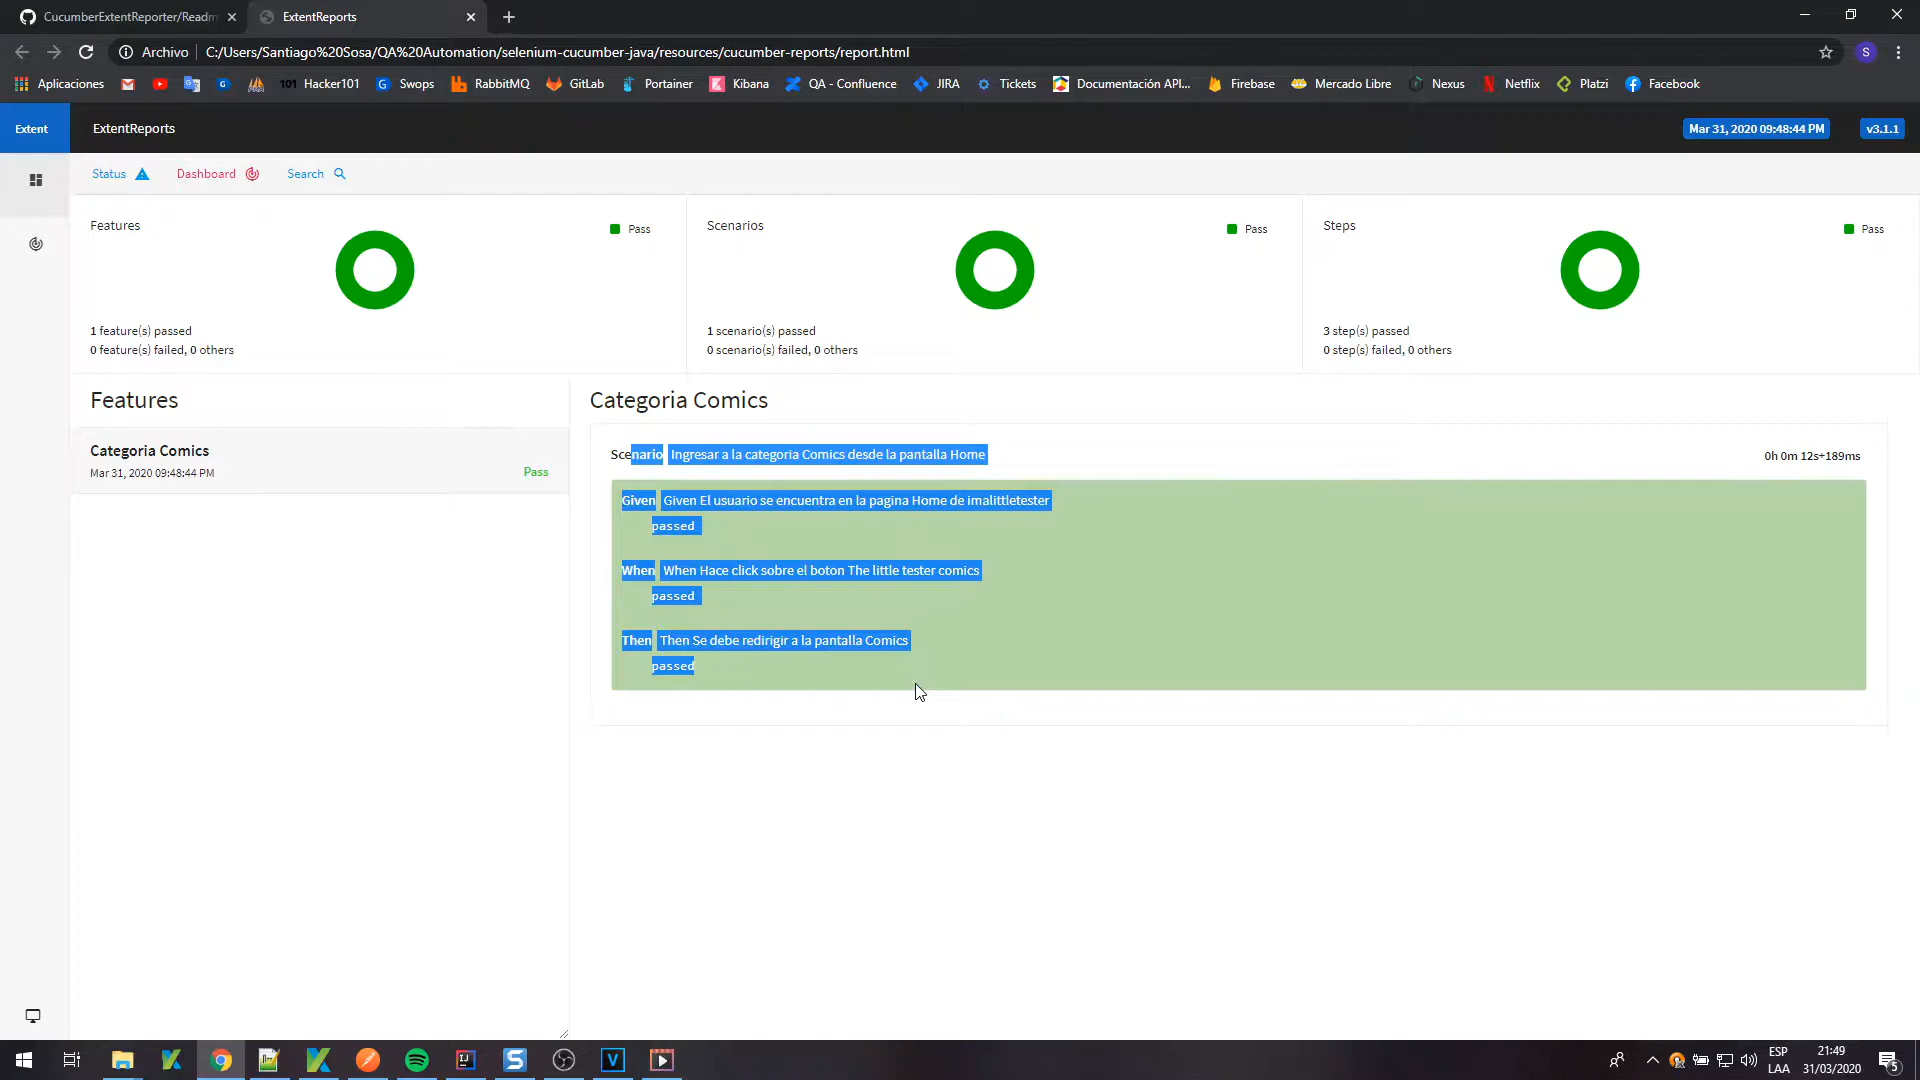 CucumberExtentReporter/Readm
ExtentReports
Archivo
C:/Users/Santiago%20Sosa/QA%20Automation/selenium-cucumber-java/resources/cucumber-reports/report.html
S
Aplicaciones
101 Hacker101
Swops
RabbitMQ
GitLab
Portainer
Kibana
QA - Confluence
JIRA
Tickets
Documentación API...
Firebase
Mercado Libre
Nexus
Netflix
Platzi
Facebook
Extent
ExtentReports
Mar 31, 2020 09:48:44 PM
v3.1.1
Status
Dashboard
Search
Features
Pass
1 feature(s) passed
0 feature(s) failed, 0 others
Scenarios
Pass
1 scenario(s) passed
0 scenario(s) failed, 0 others
Steps
Pass
3 step(s) passed
0 step(s) failed, 0 others
Features
Categoria Comics
Mar 31, 2020 09:48:44 PM
Pass
Categoria Comics
Scenario Ingresar a la categoria Comics desde la pantalla Home
0h 0m 12s+189ms
Given Given El usuario se encuentra en la pagina Home de imalittletester
passed
When When Hace click sobre el boton The little tester comics
passed
Then Then Se debe redirigir a la pantalla Comics
passed
ESP
LAA
21:49
31/03/2020
5